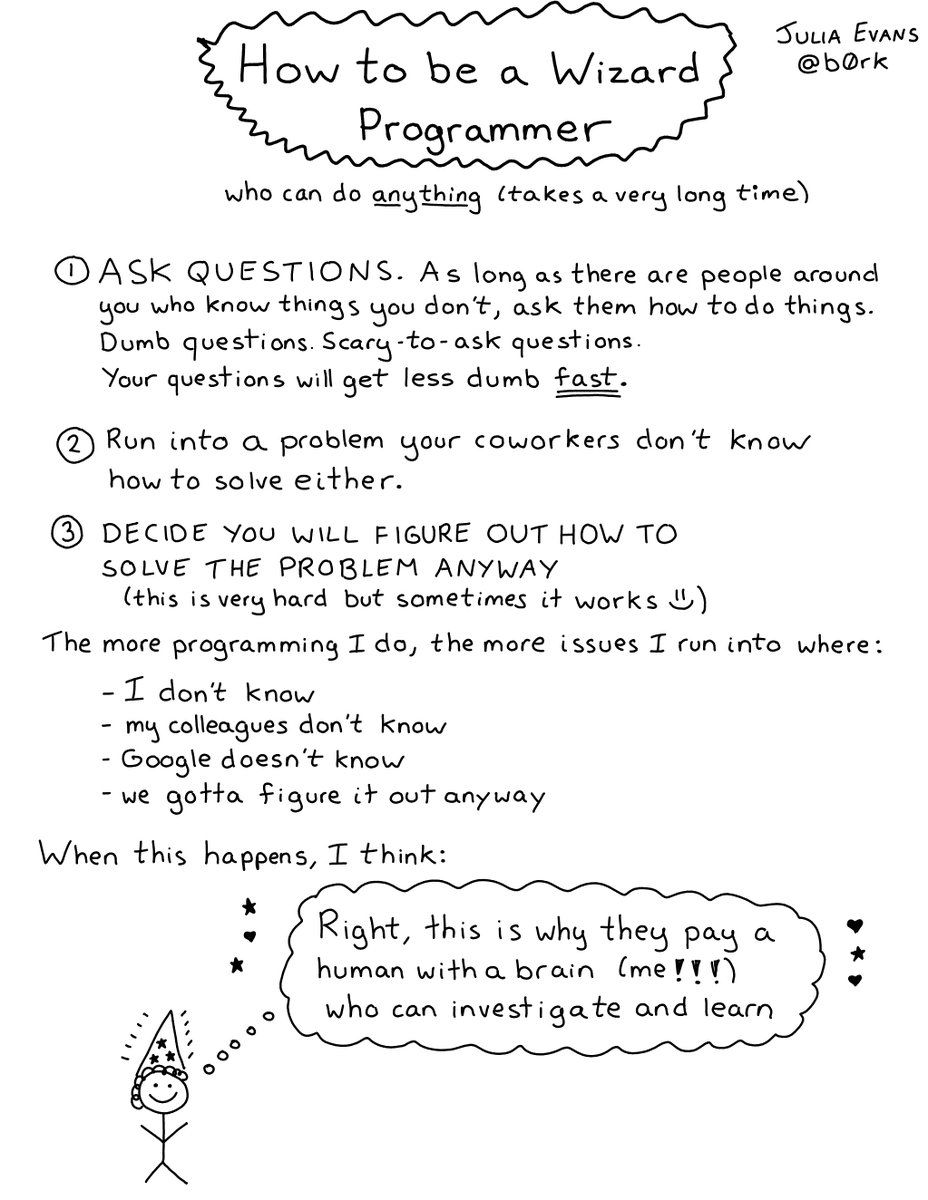 How to be a Wizard
Programmer
JULIA EVANS
@b0rk
who can do anything (takes a very long time)
① ASK QUESTIONS. As long as there are people around
you who know things you don't, ask them how to do things.
Dumb questions. Scary-to-ask questions.
Your questions will get less dumb fast.
② Run into a problem your coworkers don't know
how to solve either.
③ DECIDE YOU WILL FIGURE OUT HOW TO
SOLVE THE PROBLEM ANYWAY
(this is very hard but sometimes it works :))
The more programming I do, the more issues I run into where:
- I don't know
- my colleagues don't know
- Google doesn't know
- we gotta figure it out anyway
When this happens, I think:
Right, this is why they pay a
human with a brain (me!!!)
who can investigate and learn